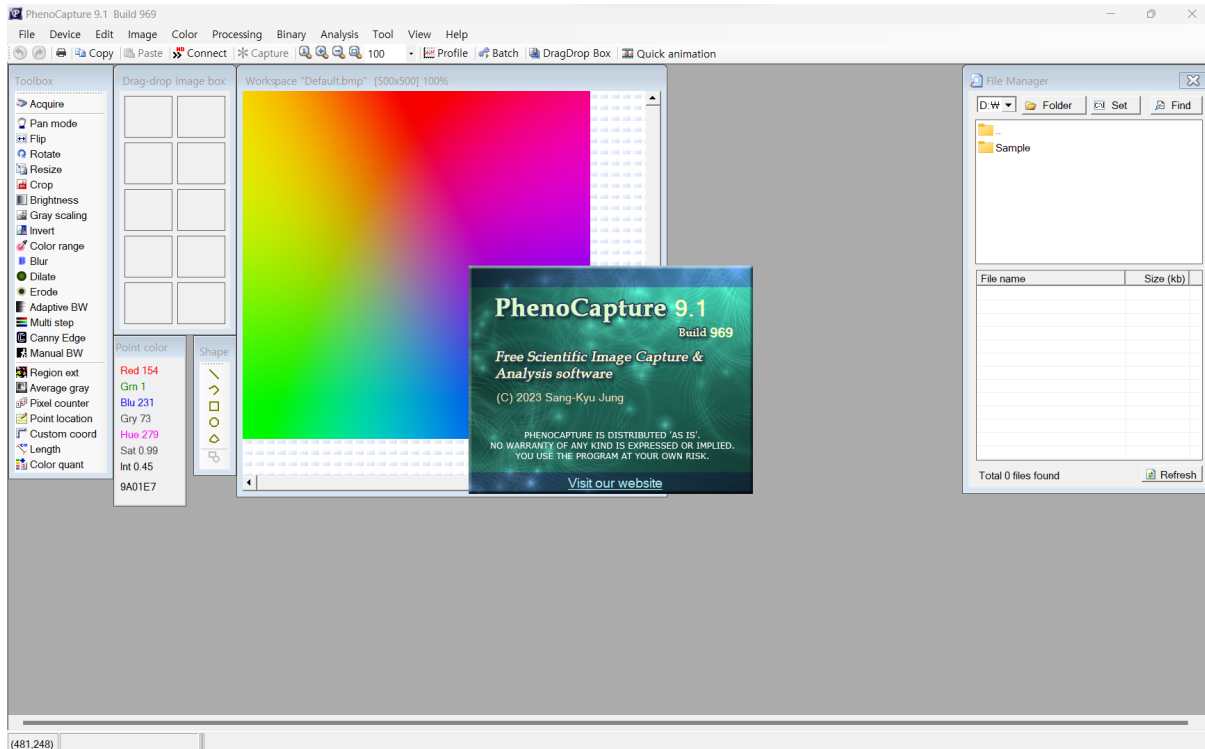 PhenoCapture 9.1 Build 969
File Device Edit Image Color Processing Binary Analysis Tool View Help
Copy Paste HD Connect Capture 100 Profile Batch DragDrop Box Quick animation
Toolbox
Acquire
Pan mode
Flip
Rotate
Resize
Crop
Brightness
Gray scaling
Invert
Color range
Blur
Dilate
Erode
Adaptive BW
Multi step
Canny Edge
Manual BW
Region ext
Average gray
Pixel counter
Point location
Custom coord
Length
Color quant
Drag-drop image box
Point color
Red 154
Grn 1
Blu 231
Gry 73
Hue 279
Sat 0.99
Int 0.45
9A01E7
Shape
Workspace "Default.bmp" [500x500] 100%
PhenoCapture 9.1
Build 969
Free Scientific Image Capture &
Analysis software
(C) 2023 Sang-Kyu Jung
PHENOCAPTURE IS DISTRIBUTED 'AS IS'.
NO WARRANTY OF ANY KIND IS EXPRESSED OR IMPLIED.
YOU USE THE PROGRAM AT YOUR OWN RISK.
Visit our website
File Manager
D:₩ Folder Set Find
..
Sample
File name Size (kb)
Total 0 files found Refresh
(481,248)